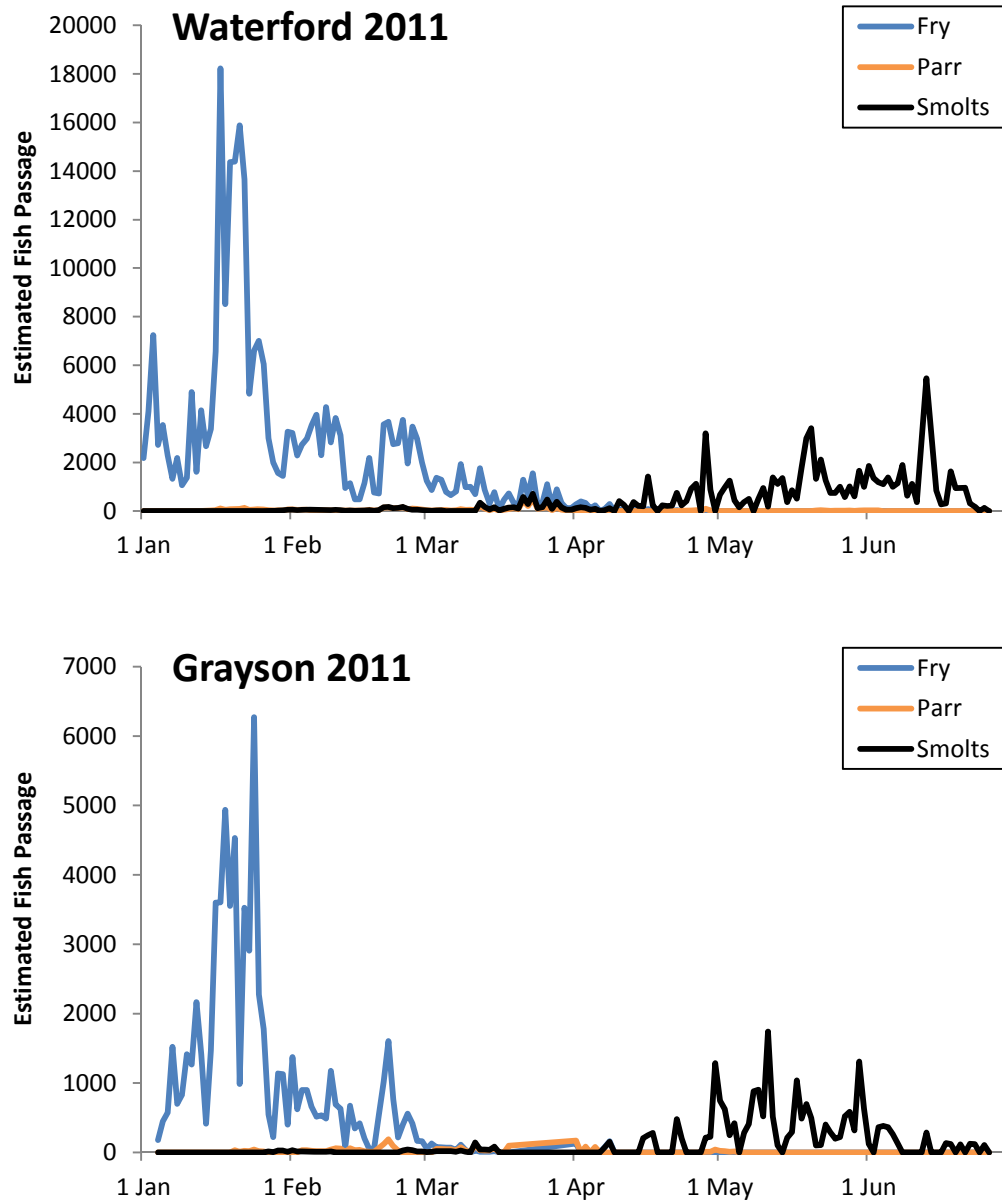 Waterford 2011
Fry
Parr
Smolts
Estimated Fish Passage
20000
18000
16000
14000
12000
10000
8000
6000
4000
2000
0
1 Jan 1 Feb 1 Mar 1 Apr 1 May 1 Jun
Grayson 2011
Fry
Parr
Smolts
Estimated Fish Passage
7000
6000
5000
4000
3000
2000
1000
0
1 Jan 1 Feb 1 Mar 1 Apr 1 May 1 Jun